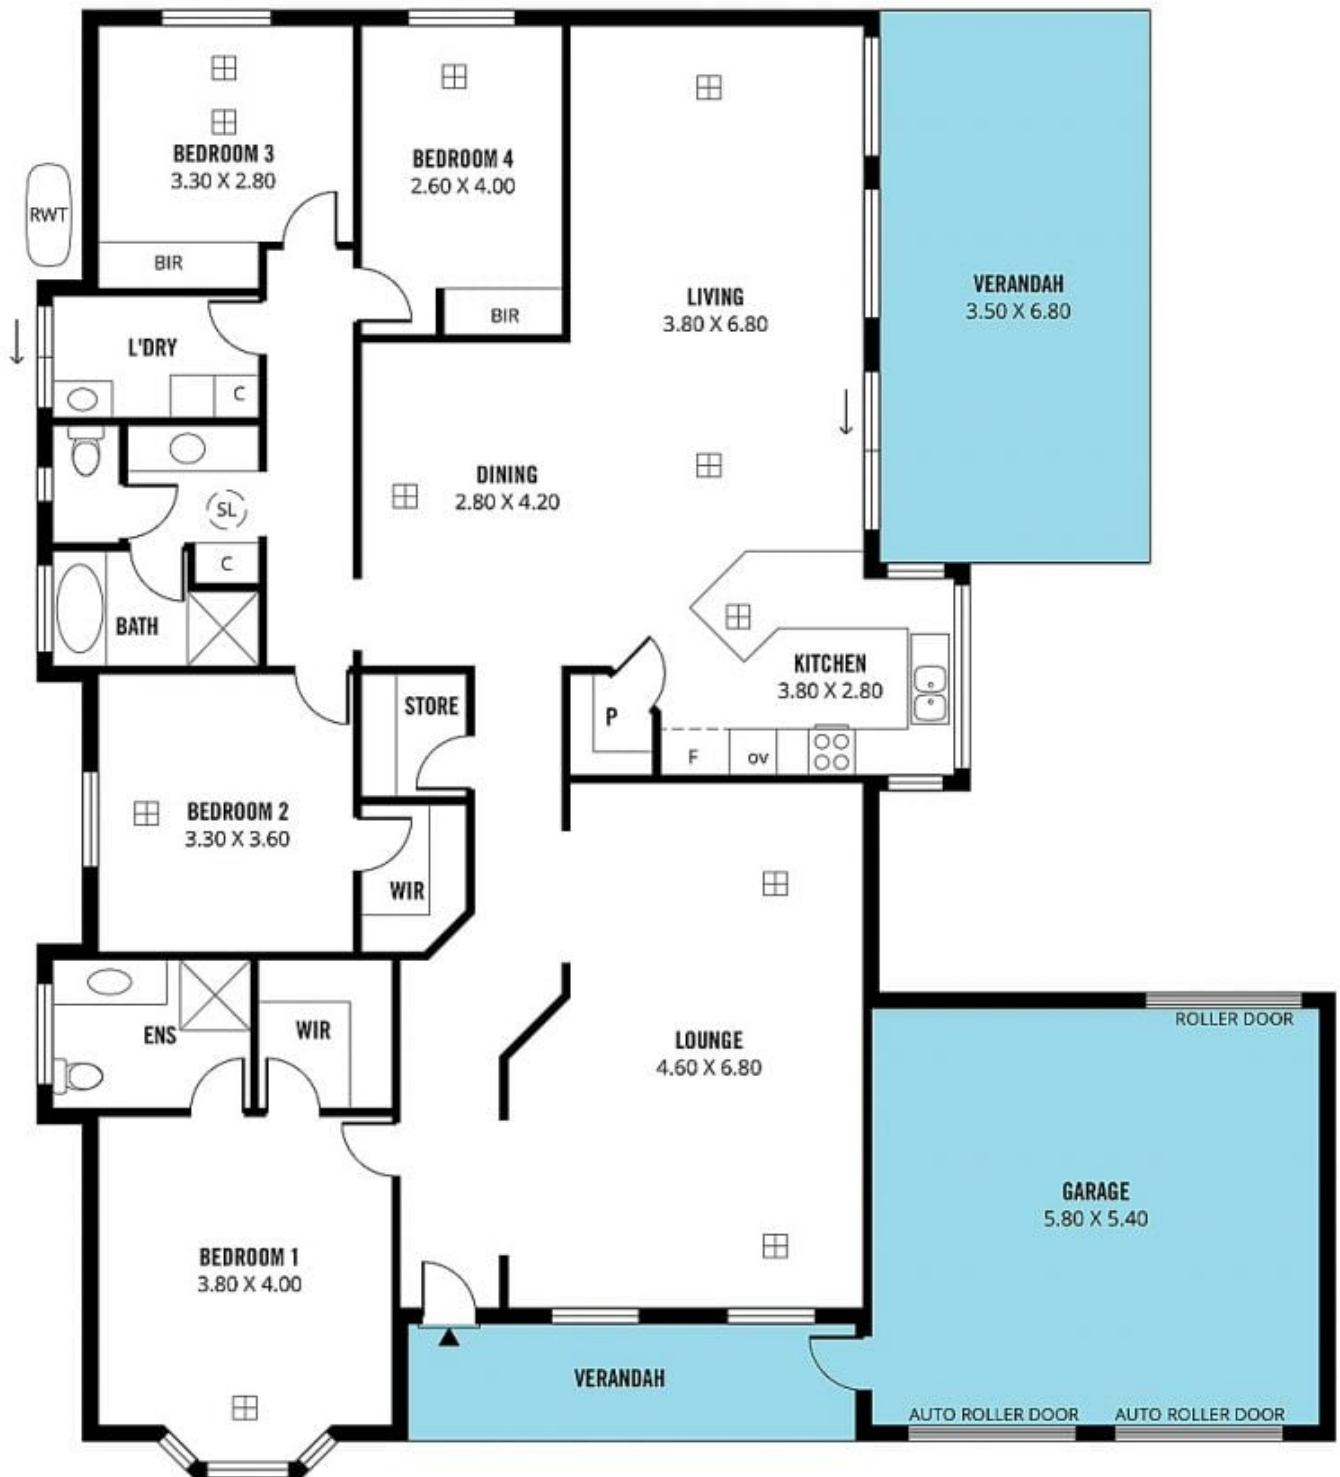 BEDROOM 3
3.30 X 2.80
BEDROOM 4
2.60 X 4.00
RWT
BIR
BIR
LIVING
3.80 X 6.80
VERANDAH
3.50 X 6.80
L'DRY
C
DINING
2.80 X 4.20
SL
C
BATH
STORE
P
KITCHEN
3.80 X 2.80
F
OV
BEDROOM 2
3.30 X 3.60
WIR
ENS
WIR
LOUNGE
4.60 X 6.80
ROLLER DOOR
GARAGE
5.80 X 5.40
BEDROOM 1
3.80 X 4.00
VERANDAH
AUTO ROLLER DOOR
AUTO ROLLER DOOR